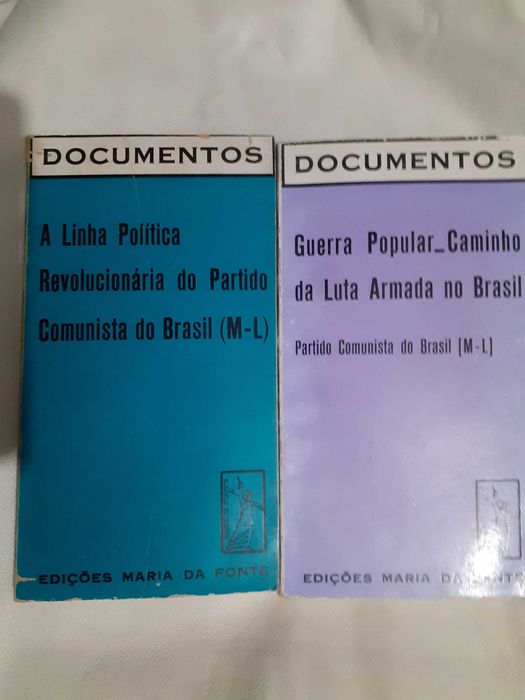 DOCUMENTOS
A Linha Política
Revolucionária do Partido
Comunista do Brasil (M-L)
EDIÇÕES MARIA DA FONTE
DOCUMENTOS
Guerra Popular_Caminho
da Luta Armada no Brasil
Partido Comunista do Brasil [M-L]
EDIÇÕES MARIA DA FONTE